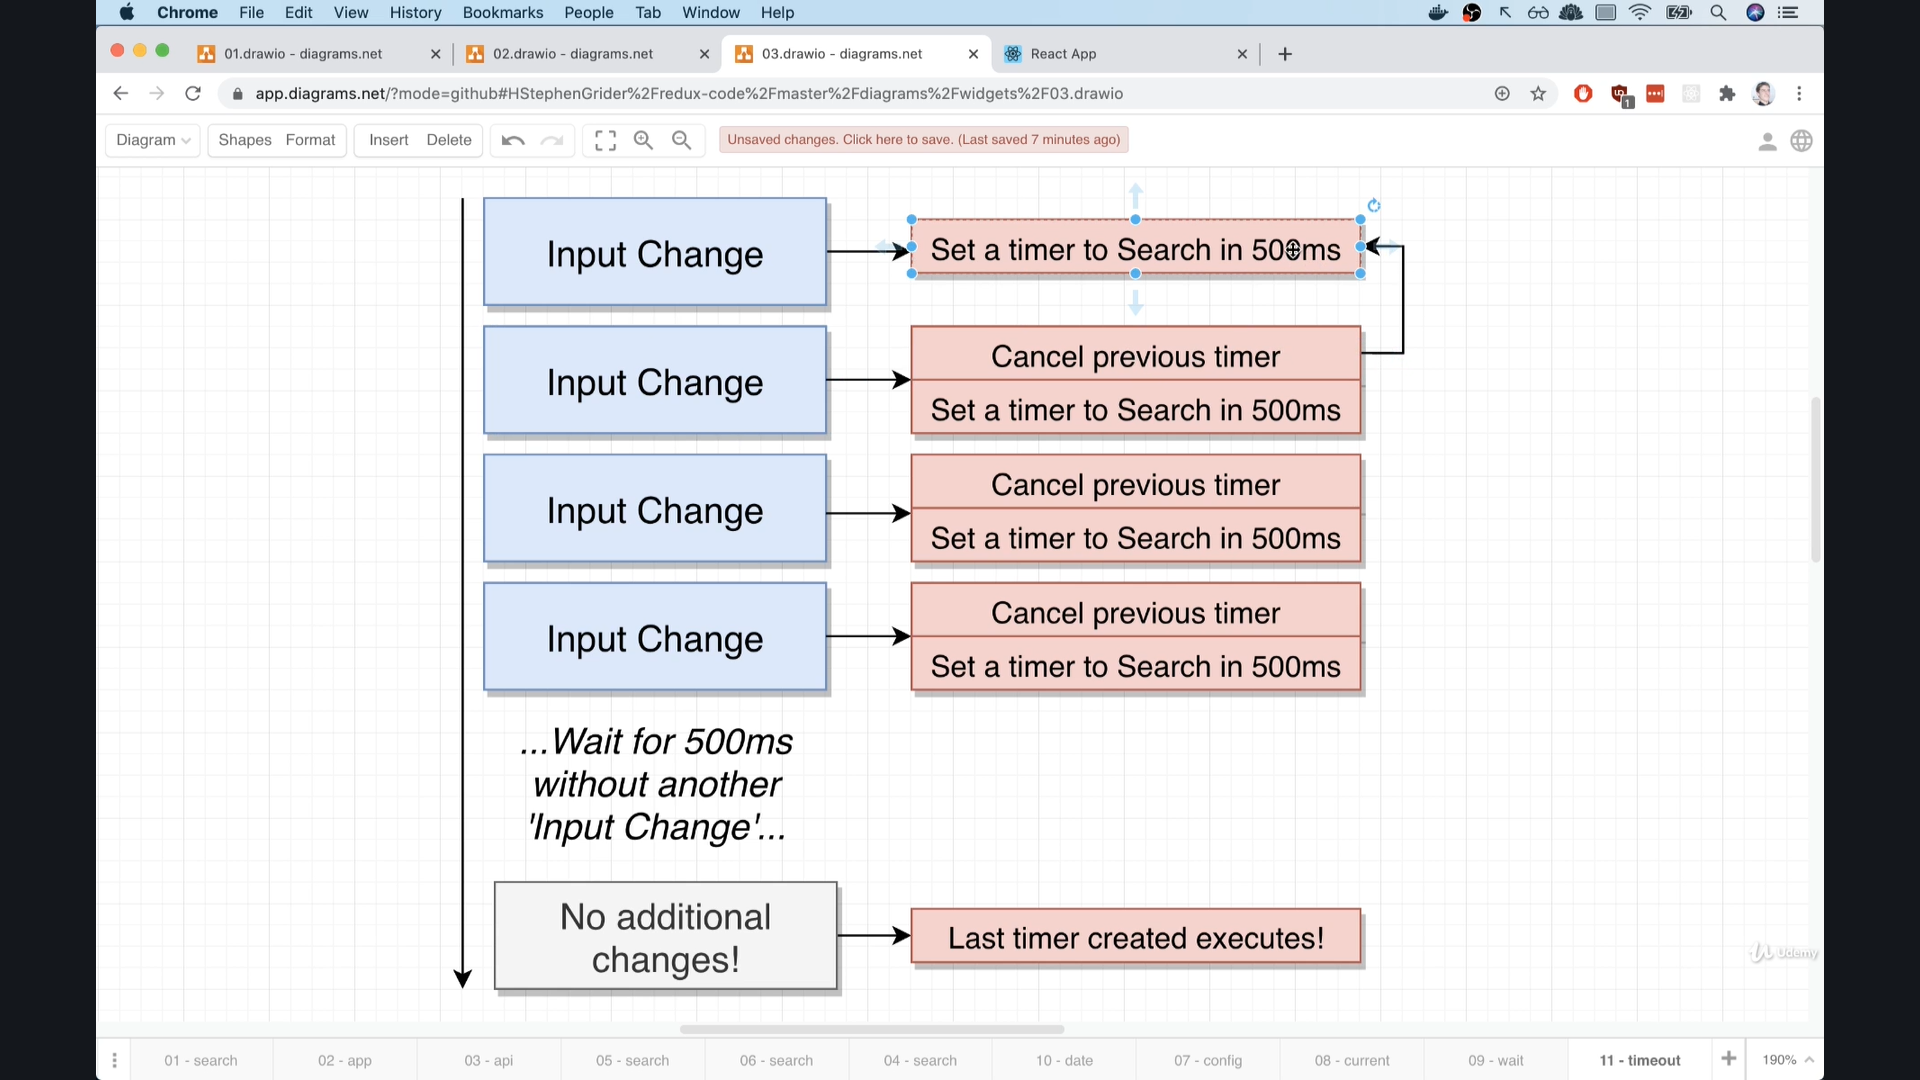 Chrome File Edit View History Bookmarks People Tab Window Help
01.drawio - diagrams.net
02.drawio - diagrams.net
03.drawio - diagrams.net
React App
app.diagrams.net/?mode=github#HStephenGrider%2Fredux-code%2Fmaster%2Fdiagrams%2Fwidgets%2F03.drawio
1
Diagram
Shapes Format
Insert Delete
Unsaved changes. Click here to save. (Last saved 7 minutes ago)
Input Change
Set a timer to Search in 500ms
Input Change
Cancel previous timer
Set a timer to Search in 500ms
Input Change
Cancel previous timer
Set a timer to Search in 500ms
Input Change
Cancel previous timer
Set a timer to Search in 500ms
...Wait for 500ms
without another
'Input Change'...
No additional
changes!
Last timer created executes!
Udemy
01 - search
02 - app
03 - api
05 - search
06 - search
04 - search
10 - date
07 - config
08 - current
09 - wait
11 - timeout
190%